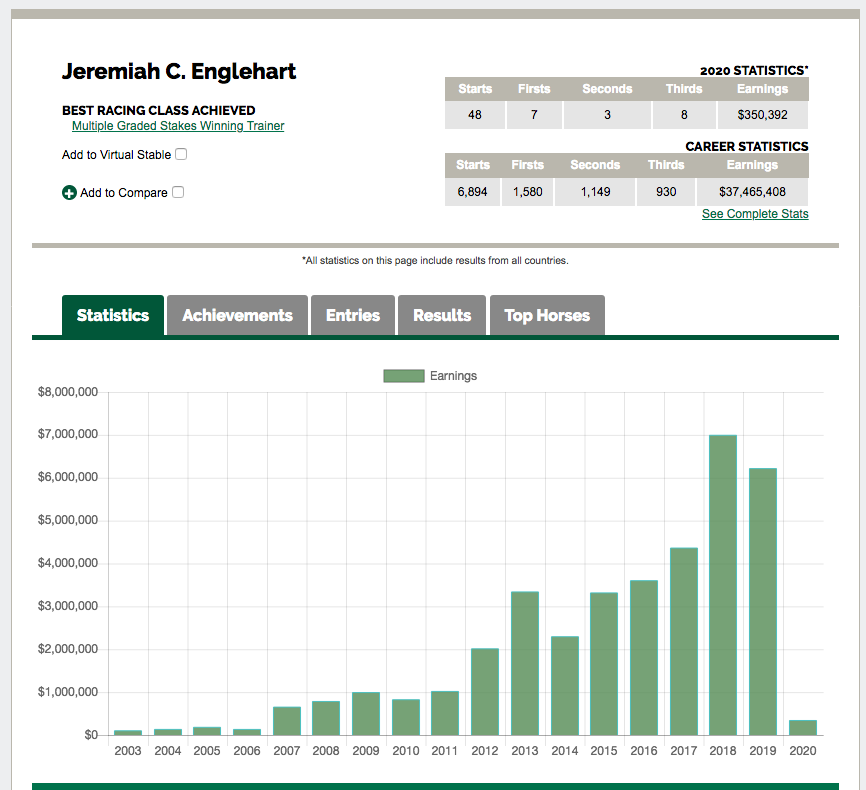 Jeremiah C. Englehart
BEST RACING CLASS ACHIEVED
Multiple Graded Stakes Winning Trainer
Add to Virtual Stable
Add to Compare
2020 STATISTICS*
Starts Firsts Seconds Thirds Earnings
48 7 3 8 $350,392
CAREER STATISTICS
Starts Firsts Seconds Thirds Earnings
6,894 1,580 1,149 930 $37,465,408
See Complete Stats
*All statistics on this page include results from all countries.
Statistics Achievements Entries Results Top Horses
Earnings
$8,000,000
$7,000,000
$6,000,000
$5,000,000
$4,000,000
$3,000,000
$2,000,000
$1,000,000
$0
2003 2004 2005 2006 2007 2008 2009 2010 2011 2012 2013 2014 2015 2016 2017 2018 2019 2020